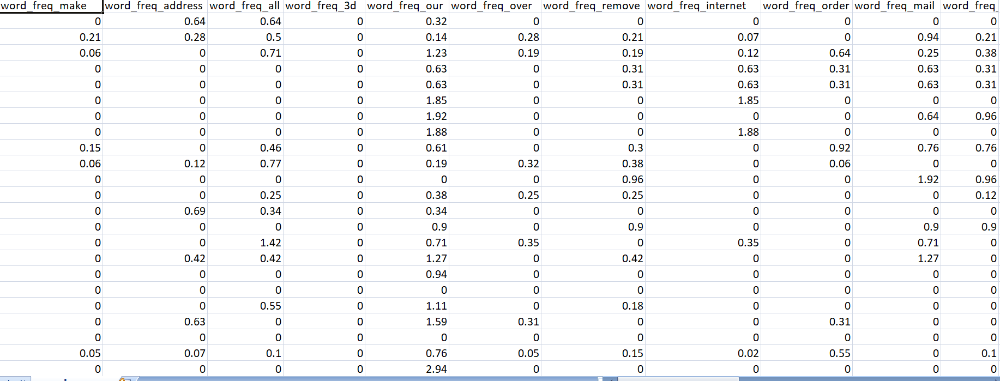 word_freq_make word_freq_address word_freq_all word_freq_3d word_freq_our word_freq_over word_freq_remove word_freq_internet word_freq_order word_freq_mail word_freq_
0 0.64 0.64 0 0.32 0 0 0 0 0 0
0.21 0.28 0.5 0 0.14 0.28 0.21 0.07 0 0.94 0.21
0.06 0 0.71 0 1.23 0.19 0.19 0.12 0.64 0.25 0.38
0 0 0 0 0.63 0 0.31 0.63 0.31 0.63 0.31
0 0 0 0 0.63 0 0.31 0.63 0.31 0.63 0.31
0 0 0 0 1.85 0 0 1.85 0 0 0
0 0 0 0 1.92 0 0 0 0 0.64 0.96
0 0 0 0 1.88 0 0 1.88 0 0 0
0.15 0 0.46 0 0.61 0 0.3 0 0.92 0.76 0.76
0.06 0.12 0.77 0 0.19 0.32 0.38 0 0.06 0 0
0 0 0 0 0 0 0.96 0 0 1.92 0.96
0 0 0.25 0 0.38 0.25 0.25 0 0 0 0.12
0 0.69 0.34 0 0.34 0 0 0 0 0 0
0 0 0 0 0.9 0 0.9 0 0 0.9 0.9
0 0 1.42 0 0.71 0.35 0 0.35 0 0.71 0
0 0.42 0.42 0 1.27 0 0.42 0 0 1.27 0
0 0 0 0 0.94 0 0 0 0 0 0
0 0 0 0 0 0 0 0 0 0 0
0 0 0.55 0 1.11 0 0.18 0 0 0 0
0 0.63 0 0 1.59 0.31 0 0 0.31 0 0
0 0 0 0 0 0 0 0 0 0 0
0.05 0.07 0.1 0 0.76 0.05 0.15 0.02 0.55 0 0.1
0 0 0 0 2.94 0 0 0 0 0 0